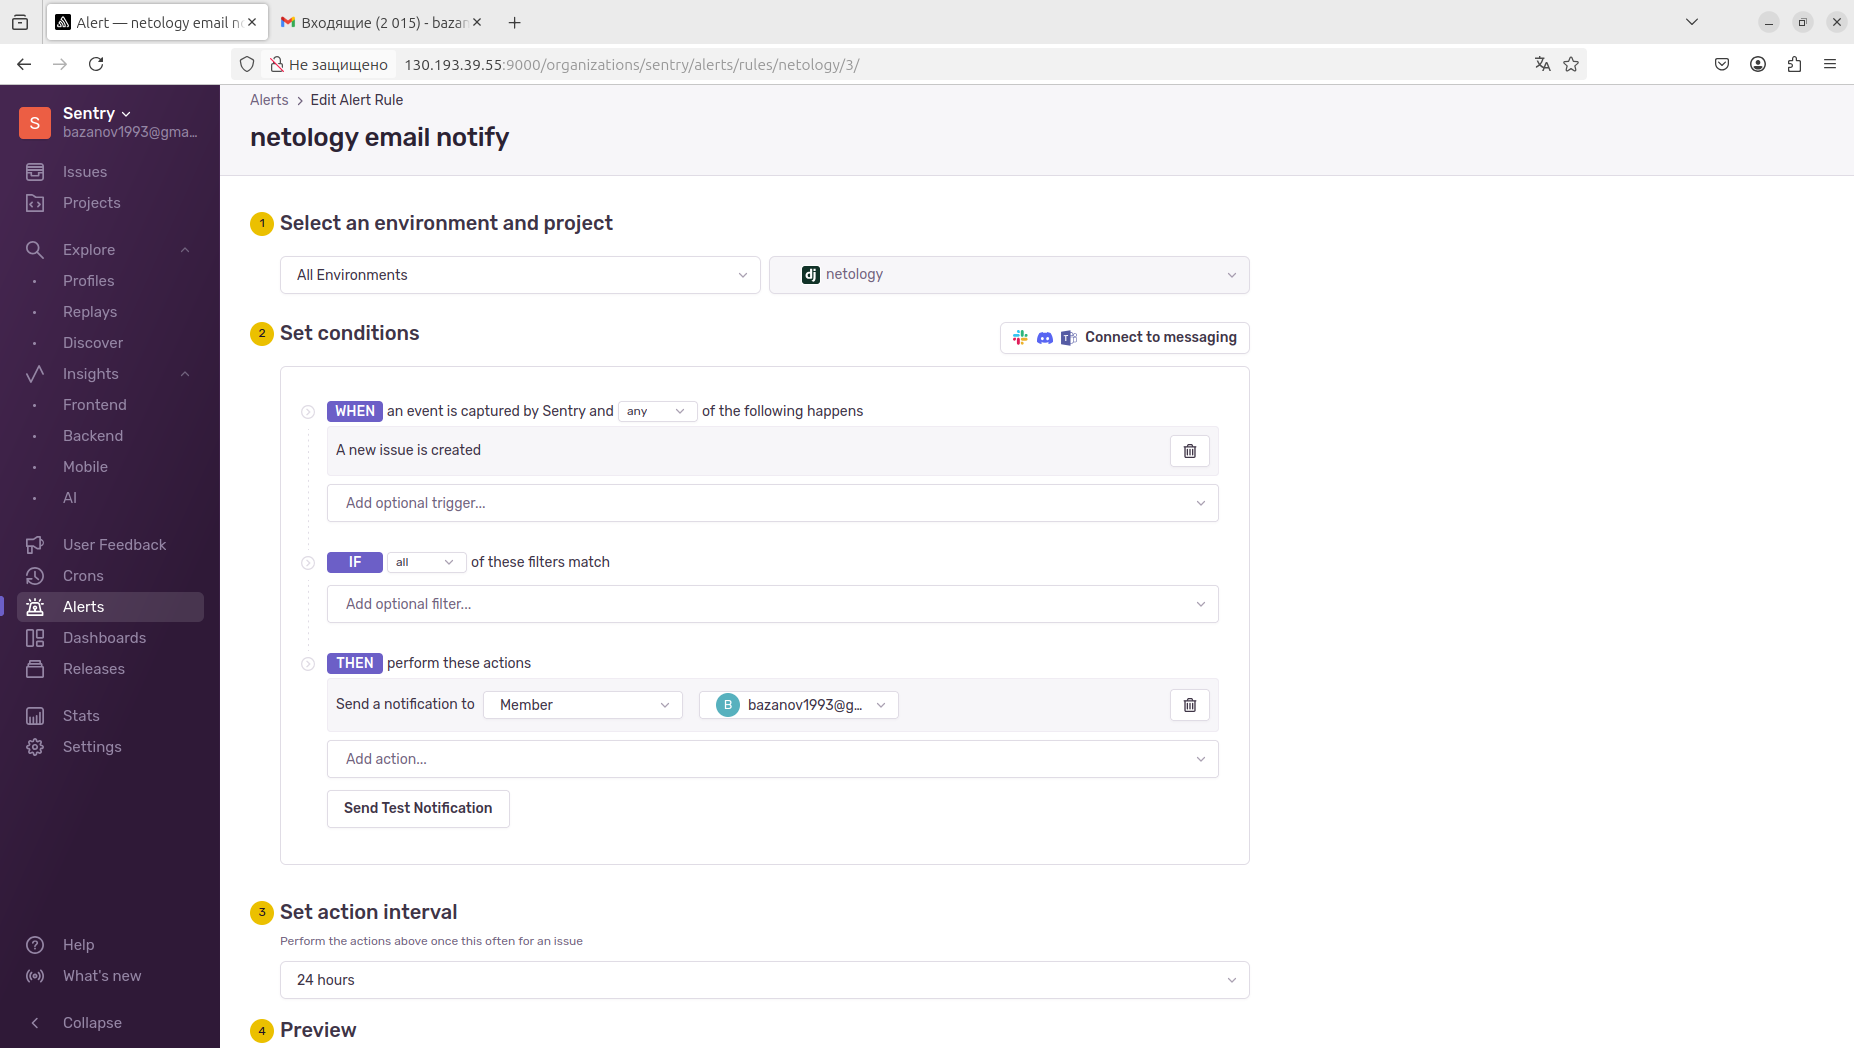 Alert — netology email n
Входящие (2 015) - bazar
Не защищено
130.193.39.55:9000/organizations/sentry/alerts/rules/netology/3/
S
Sentry
bazanov1993@gma...
Issues
Projects
Explore
Profiles
Replays
Discover
Insights
Frontend
Backend
Mobile
AI
User Feedback
Crons
Alerts
Dashboards
Releases
Stats
Settings
Help
What's new
Collapse
Alerts > Edit Alert Rule
netology email notify
1 Select an environment and project
All Environments
dj netology
2 Set conditions
Connect to messaging
WHEN an event is captured by Sentry and any of the following happens
A new issue is created
Add optional trigger...
IF all of these filters match
Add optional filter...
THEN perform these actions
Send a notification to Member B bazanov1993@g...
Add action...
Send Test Notification
3 Set action interval
Perform the actions above once this often for an issue
24 hours
4 Preview